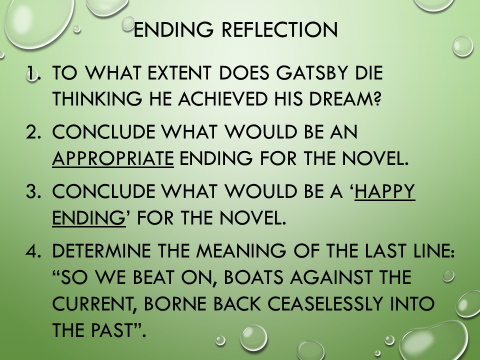 ENDING REFLECTION
1. TO WHAT EXTENT DOES GATSBY DIE
THINKING HE ACHIEVED HIS DREAM?
2. CONCLUDE WHAT WOULD BE AN
APPROPRIATE ENDING FOR THE NOVEL.
3. CONCLUDE WHAT WOULD BE A ‘HAPPY
ENDING’ FOR THE NOVEL.
4. DETERMINE THE MEANING OF THE LAST LINE:
“SO WE BEAT ON, BOATS AGAINST THE
CURRENT, BORNE BACK CEASELESSLY INTO
THE PAST”.